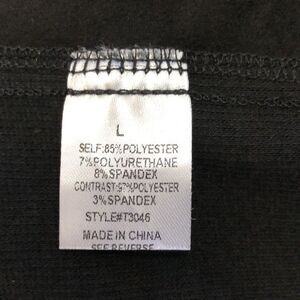 L
SELF:85%POLYESTER
7%POLYURETHANE
8%SPANDEX
CONTRAST:97%POLYESTER
3%SPANDEX
STYLE#T3046
MADE IN CHINA
SEE REVERSE